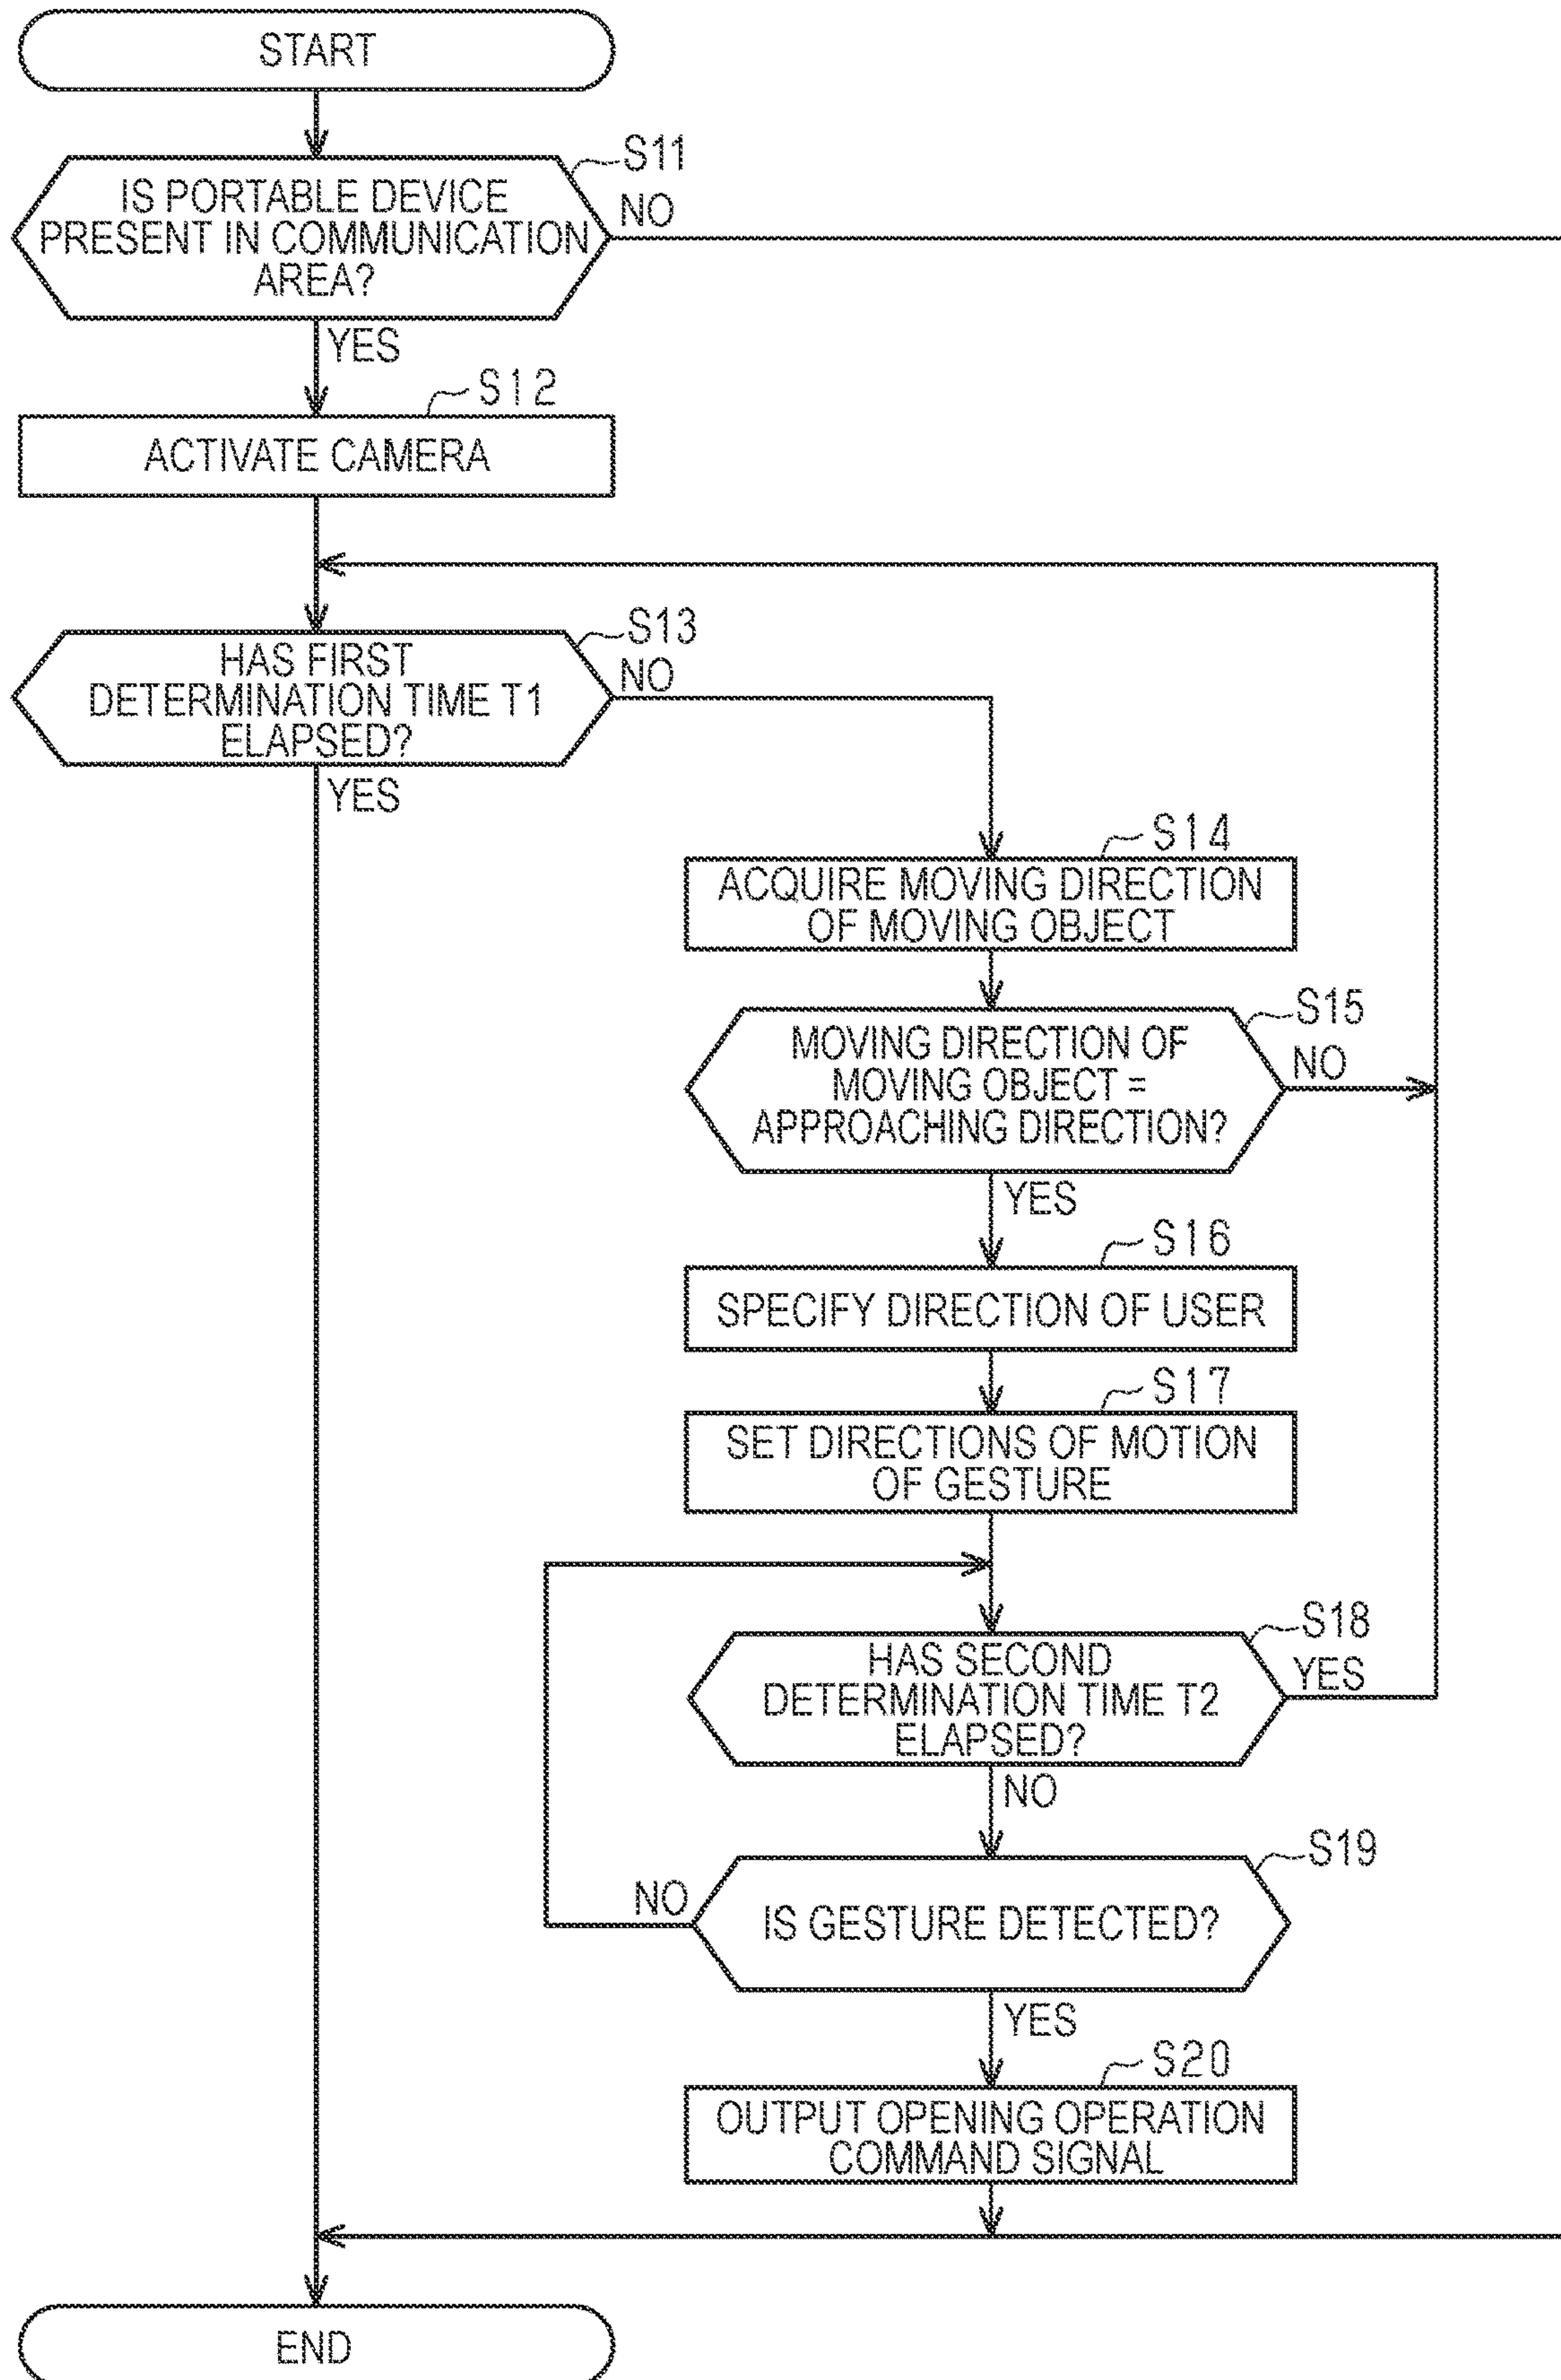 START
S11
IS PORTABLE DEVICE
PRESENT IN COMMUNICATION
AREA?
NO
YES
S12
ACTIVATE CAMERA
S13
HAS FIRST
DETERMINATION TIME T1
ELAPSED?
NO
YES
S14
ACQUIRE MOVING DIRECTION
OF MOVING OBJECT
S15
MOVING DIRECTION OF
MOVING OBJECT =
APPROACHING DIRECTION?
NO
YES
S16
SPECIFY DIRECTION OF USER
S17
SET DIRECTIONS OF MOTION
OF GESTURE
S18
HAS SECOND
DETERMINATION TIME T2
ELAPSED?
YES
NO
S19
IS GESTURE DETECTED?
NO
YES
S20
OUTPUT OPENING OPERATION
COMMAND SIGNAL
END